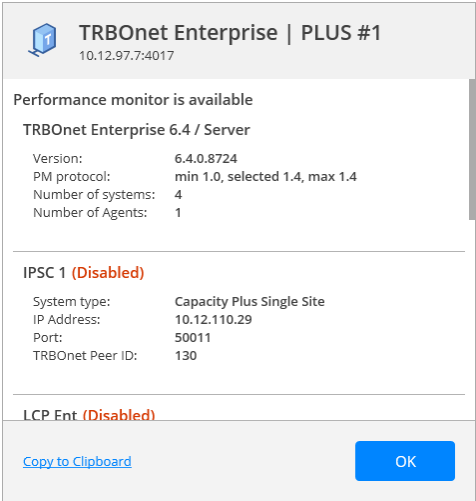 TRBOnet Enterprise | PLUS #1
10.12.97.7:4017
Performance monitor is available
TRBOnet Enterprise 6.4 / Server
Version: 6.4.0.8724
PM protocol: min 1.0, selected 1.4, max 1.4
Number of systems: 4
Number of Agents: 1
IPSC 1 (Disabled)
System type: Capacity Plus Single Site
IP Address: 10.12.110.29
Port: 50011
TRBOnet Peer ID: 130
LCP Ent (Disabled)
Copy to Clipboard OK